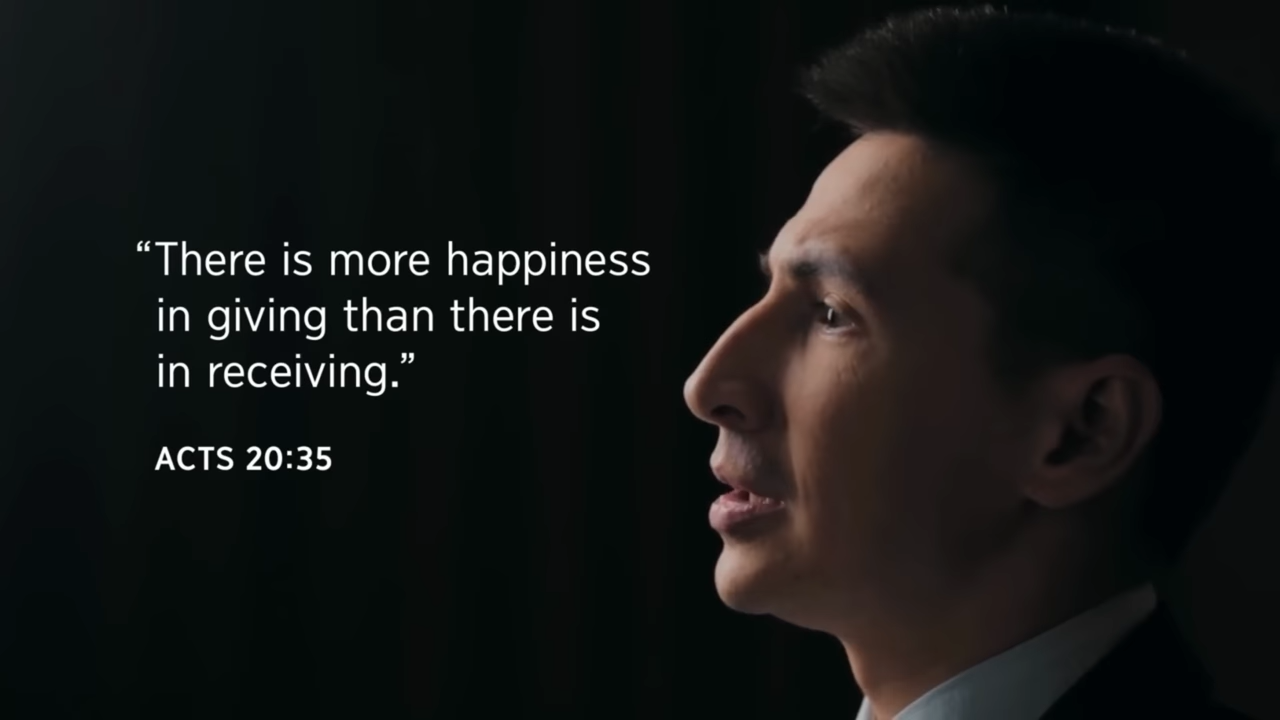 “There is more happiness
in giving than there is
in receiving.”
ACTS 20:35